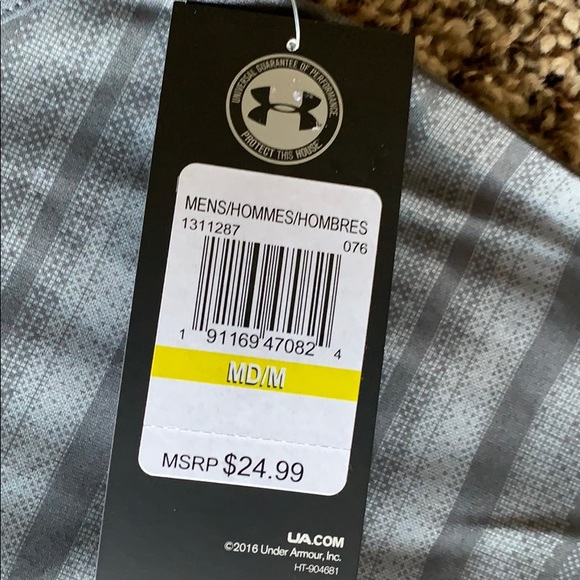 UNIVERSAL GUARANTEE OF PERFORMANCE
PROTECT THIS HOUSE
MENS/HOMMES/HOMBRES
1311287 076
1 91169 47082 4
MD/M
MSRP $24.99
UA.COM
©2016 Under Armour, Inc.
HT-904681